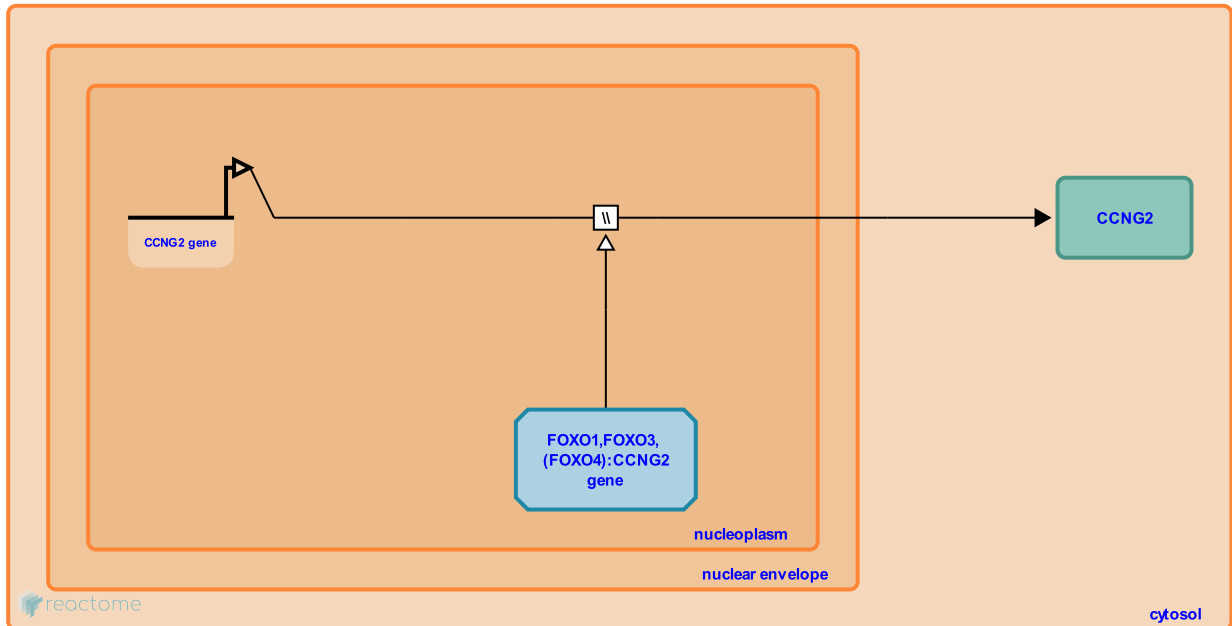 CCNG2 gene
\\
CCNG2
FOXO1,FOXO3,
(FOXO4):CCNG2
gene
nucleoplasm
nuclear envelope
reactome
cytosol